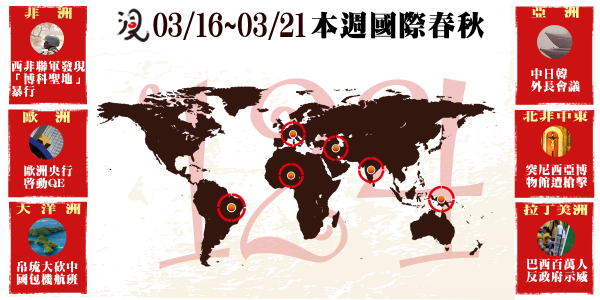 現 03/16~03/21本週國際春秋
非 洲
西非聯軍發現
「博科聖地」
暴行
歐 洲
歐洲央行
啓動QE
大 洋 洲
帛琉大砍中
國包機航班
亞 洲
中日韓
外長會議
北非中東
突尼西亞博
物館遭槍擊
拉丁美洲
巴西百萬人
反政府示威
124